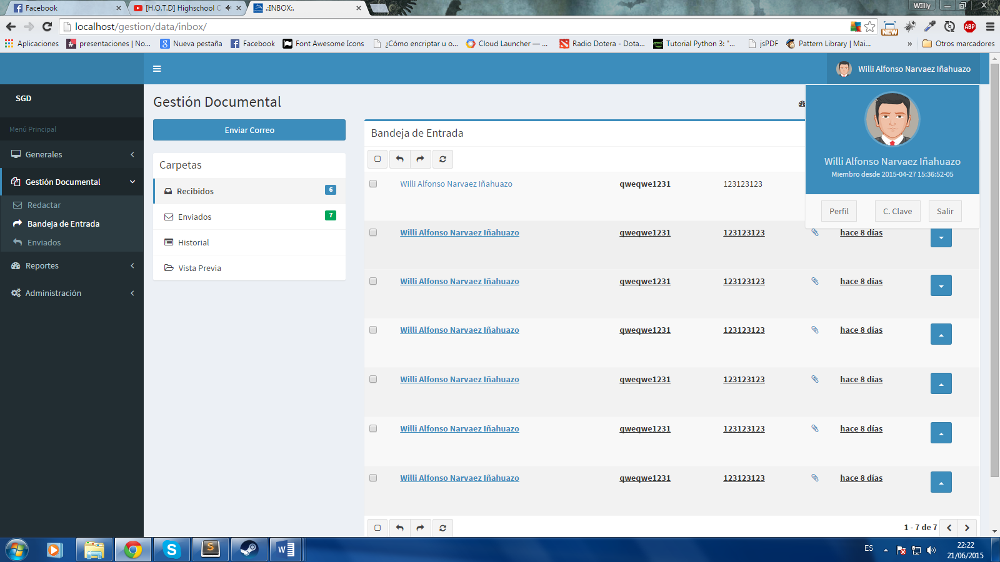 Facebook
[H.O.T.D] Highschool O
.:INBOX:.
WIlly
localhost/gestion/data/inbox/
NEW
ABP
Aplicaciones
presentaciones | No...
Nueva pestaña
Facebook
Font Awesome Icons
¿Cómo encriptar u o...
Cloud Launcher — ...
Radio Dotera - Dota...
Tutorial Python 3: "...
jsPDF
Pattern Library | Mai...
»
Otros marcadores
Willi Alfonso Narvaez Iñahuazo
SGD
Menú Principal
Generales
Gestión Documental
Redactar
Bandeja de Entrada
Enviados
Reportes
Administración
Gestión Documental
Enviar Correo
Carpetas
Recibidos 6
Enviados 7
Historial
Vista Previa
Willi Alfonso Narvaez Iñahuazo
Miembro desde 2015-04-27 15:36:52-05
Perfil C. Clave Salir
Bandeja de Entrada
Willi Alfonso Narvaez Iñahuazo qweqwe1231 123123123
Willi Alfonso Narvaez Iñahuazo qweqwe1231 123123123 hace 8 días
Willi Alfonso Narvaez Iñahuazo qweqwe1231 123123123 hace 8 días
Willi Alfonso Narvaez Iñahuazo qweqwe1231 123123123 hace 8 días
Willi Alfonso Narvaez Iñahuazo qweqwe1231 123123123 hace 8 días
Willi Alfonso Narvaez Iñahuazo qweqwe1231 123123123 hace 8 días
Willi Alfonso Narvaez Iñahuazo qweqwe1231 123123123 hace 8 días
1 - 7 de 7
ES
22:22
21/06/2015